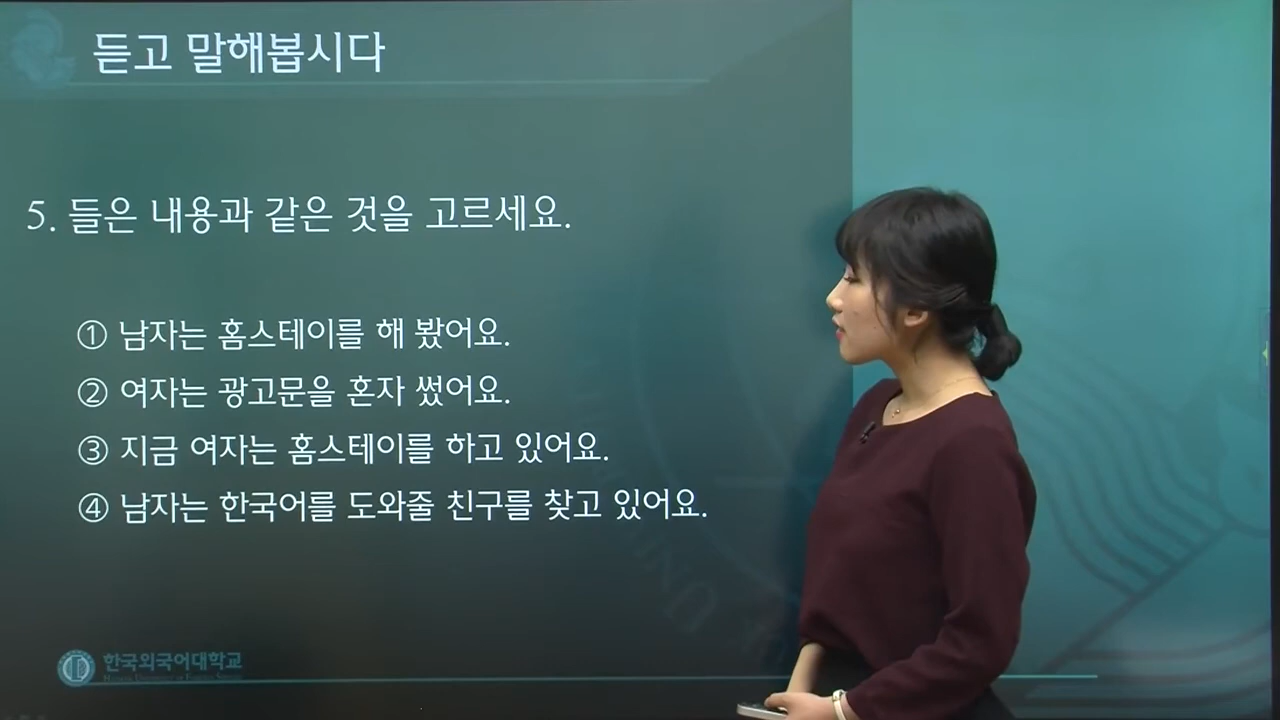 듣고 말해봅시다
5. 들은 내용과 같은 것을 고르세요.
① 남자는 홈스테이를 해 봤어요.
② 여자는 광고문을 혼자 썼어요.
③ 지금 여자는 홈스테이를 하고 있어요.
④ 남자는 한국어를 도와줄 친구를 찾고 있어요.
한국외국어대학교